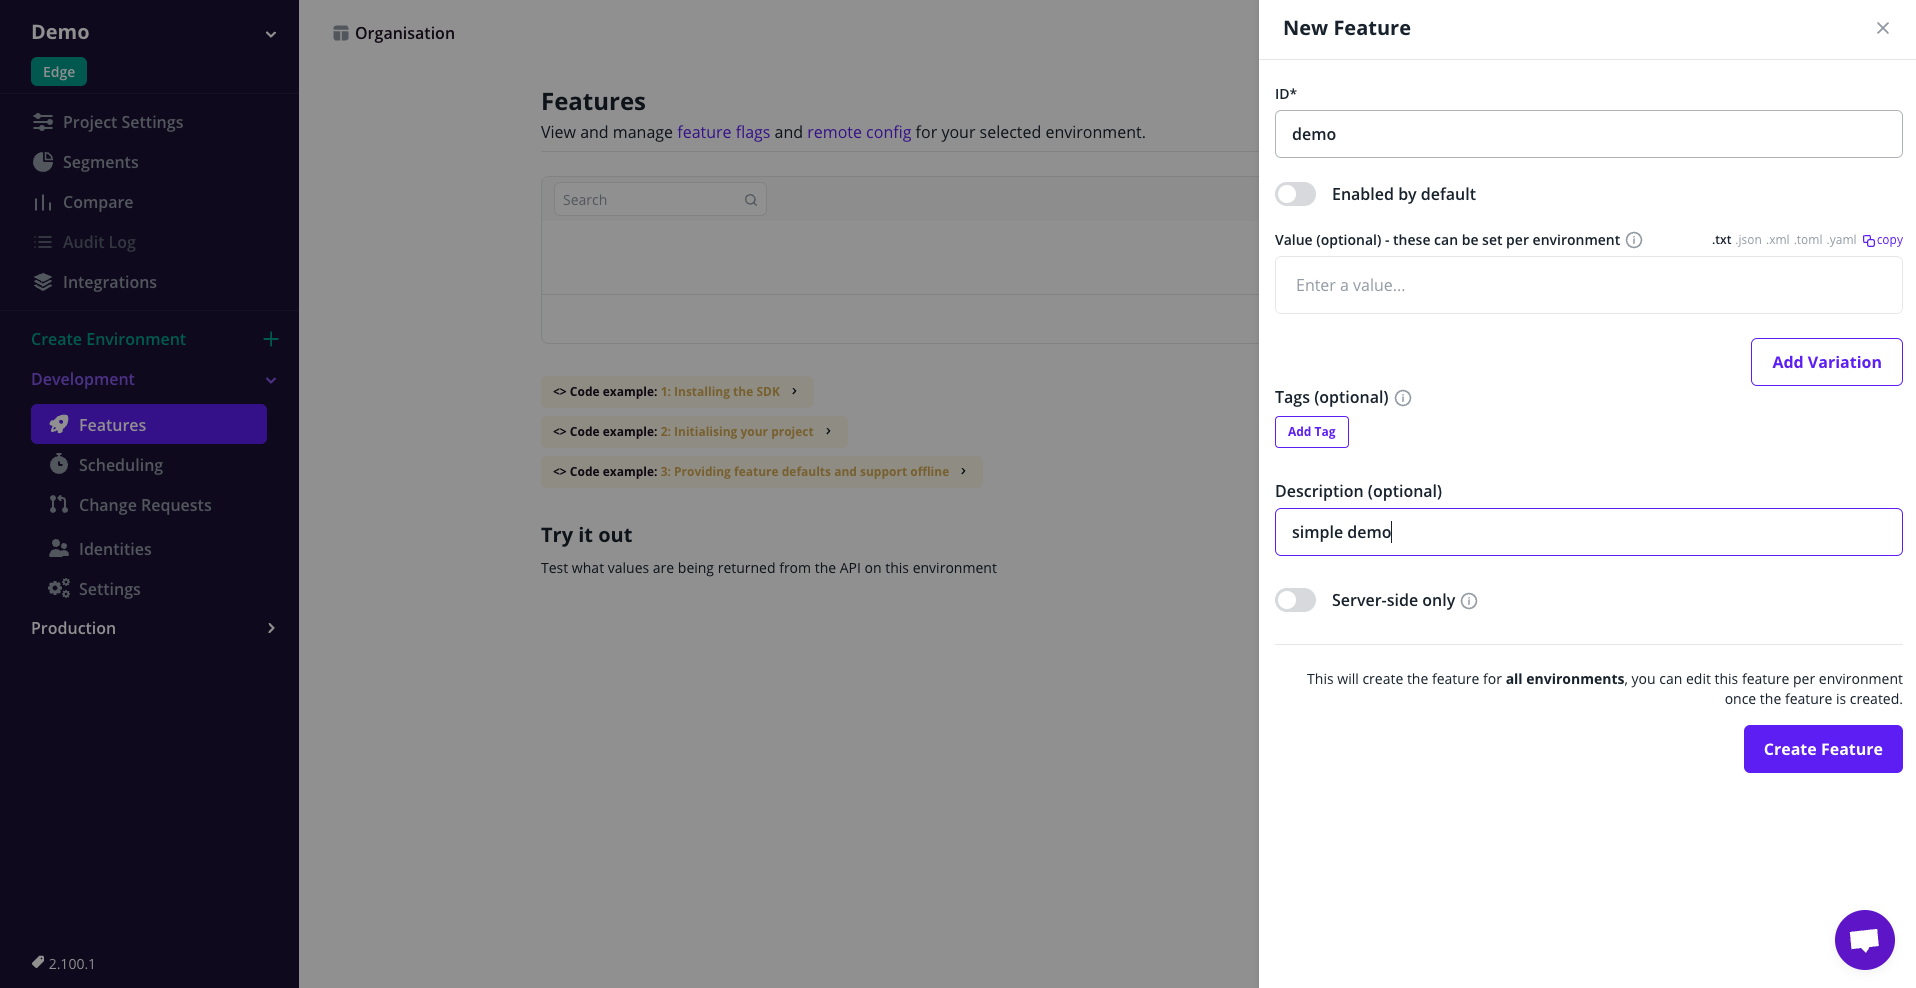 Demo
Edge
Project Settings
Segments
Compare
Audit Log
Integrations
Create Environment
Development
Features
Scheduling
Change Requests
Identities
Settings
Production
2.100.1
Organisation
Features
View and manage feature flags and remote config for your selected environment.
Search
<> Code example: 1: Installing the SDK
<> Code example: 2: Initialising your project
<> Code example: 3: Providing feature defaults and support offline
Try it out
Test what values are being returned from the API on this environment
New Feature
ID*
demo
Enabled by default
Value (optional) - these can be set per environment .txt .json .xml .toml .yaml copy
Enter a value...
Add Variation
Tags (optional)
Add Tag
Description (optional)
simple demo
Server-side only
This will create the feature for all environments, you can edit this feature per environment
once the feature is created.
Create Feature